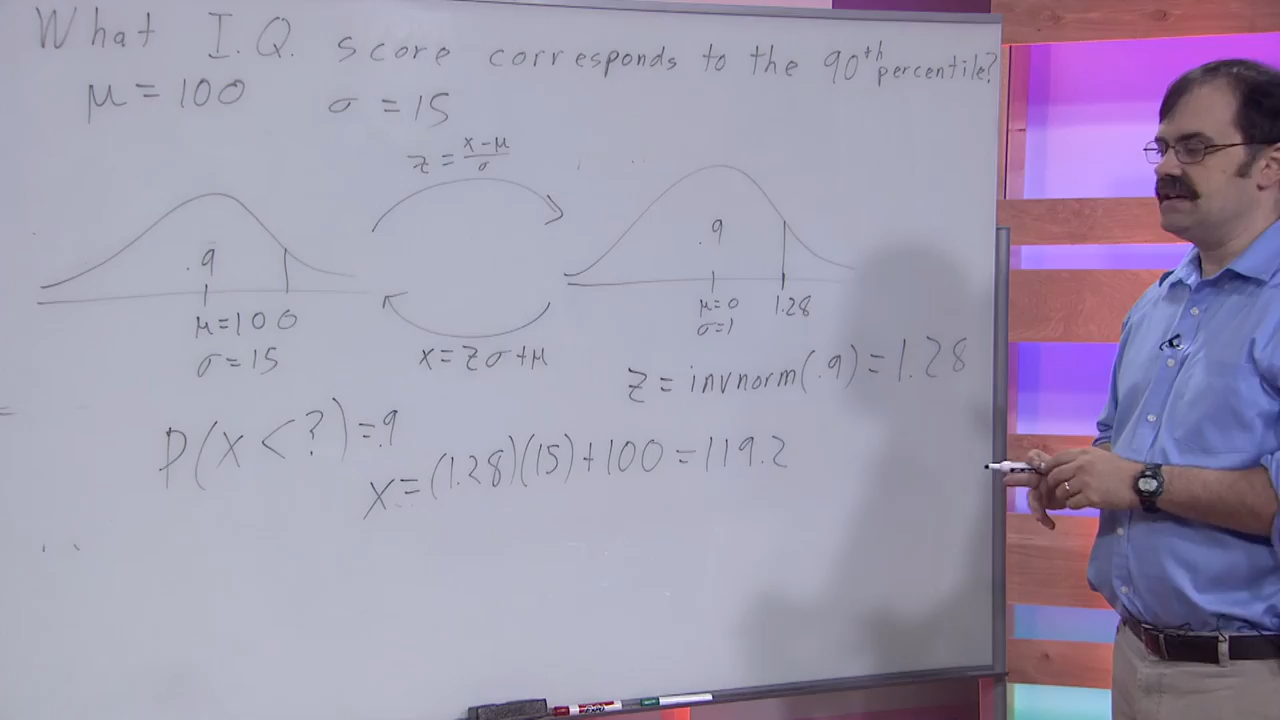 What I.Q. score corresponds to the 90th percentile?
μ = 100 σ = 15
z = x-μ/σ
.9
μ=100
σ=15
.9
μ=0
σ=1
1.28
x=zσ+μ
z = invnorm(.9) = 1.28
P(X<?)=.9
x=(1.28)(15)+100=119.2